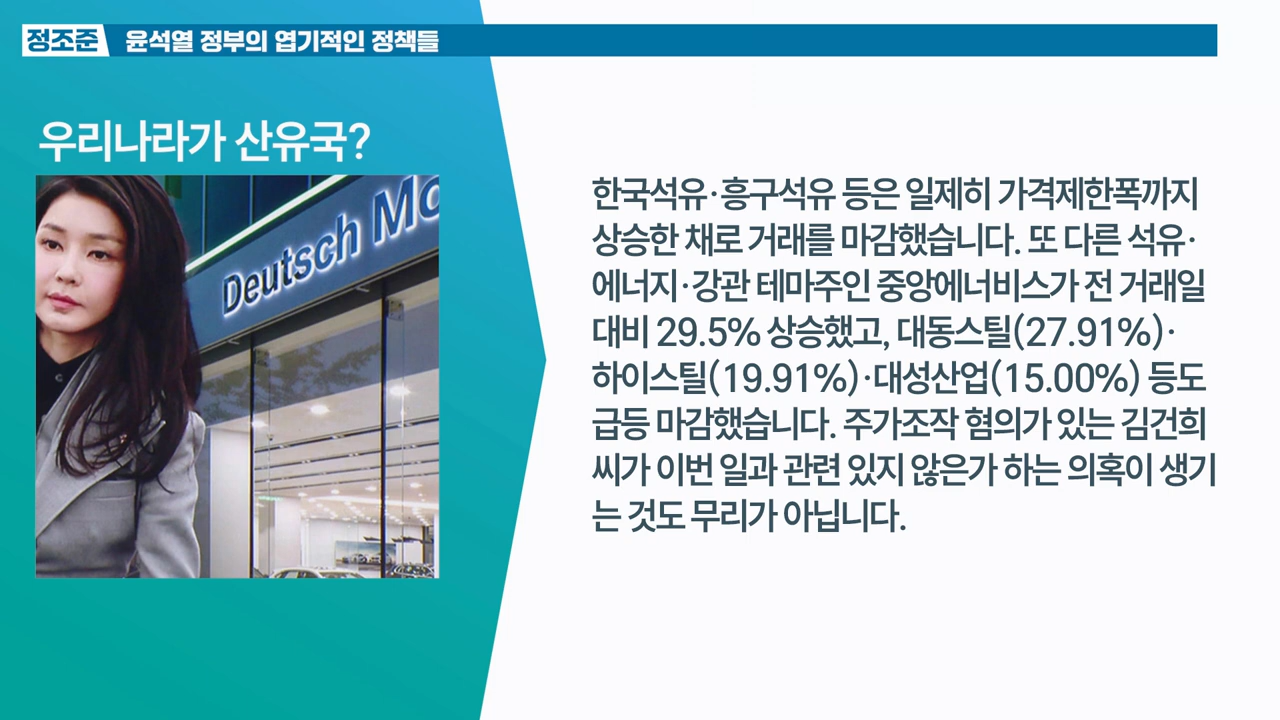 정조준 윤석열 정부의 엽기적인 정책들
우리나라가 산유국?
Deutsch Mo
한국석유·흥구석유 등은 일제히 가격제한폭까지
상승한 채로 거래를 마감했습니다. 또 다른 석유·
에너지·강관 테마주인 중앙에너비스가 전 거래일
대비 29.5% 상승했고, 대동스틸(27.91%)·
하이스틸(19.91%)·대성산업(15.00%) 등도
급등 마감했습니다. 주가조작 혐의가 있는 김건희
씨가 이번 일과 관련 있지 않은가 하는 의혹이 생기
는 것도 무리가 아닙니다.